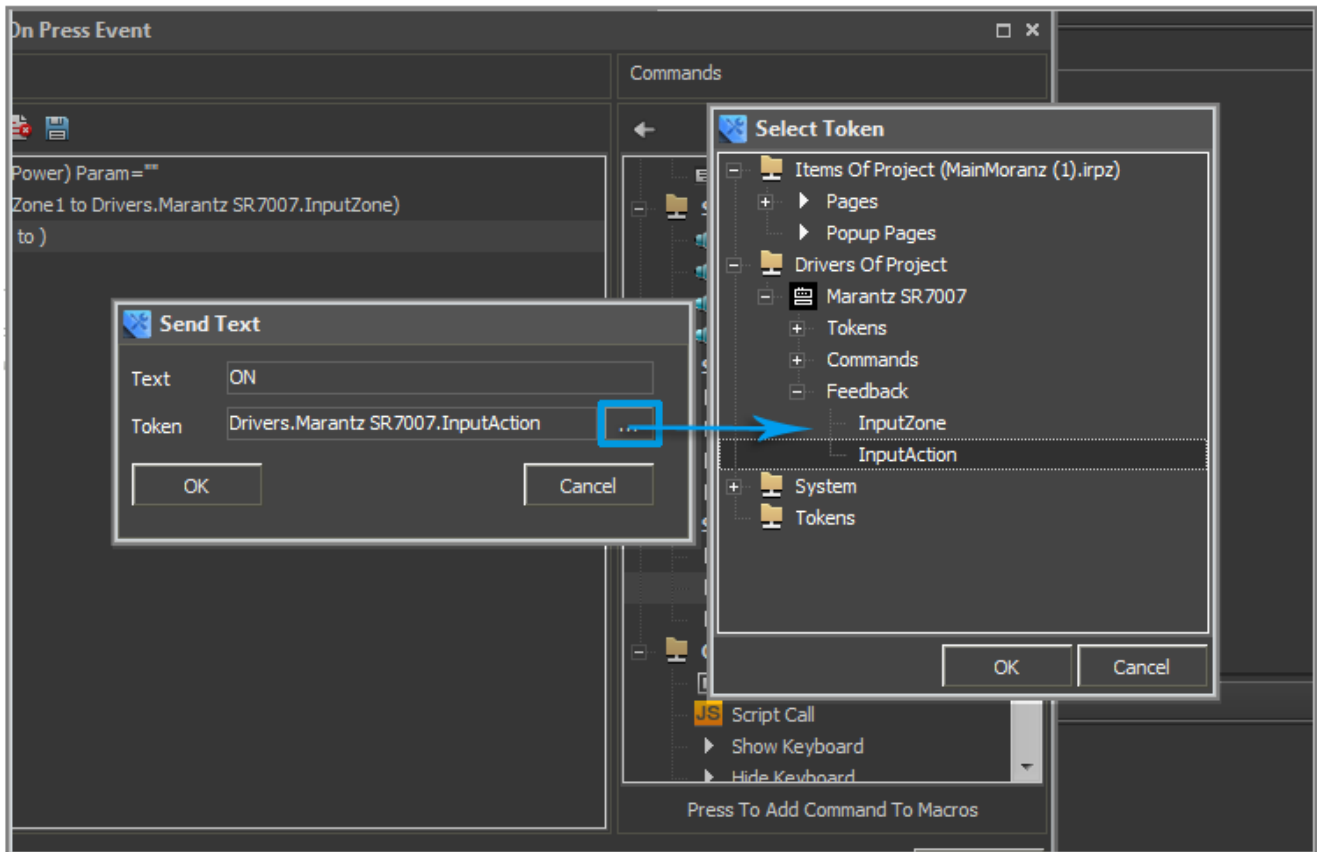 On Press Event
Commands
Power) Param=""
Zone1 to Drivers.Marantz SR7007.InputZone)
to )
Send Text
Text
ON
Token
Drivers.Marantz SR7007.InputAction
...
OK
Cancel
Select Token
Items Of Project (MainMoranz (1).irpz)
Pages
Popup Pages
Drivers Of Project
Marantz SR7007
Tokens
Commands
Feedback
InputZone
InputAction
System
Tokens
OK
Cancel
JS
Script Call
Show Keyboard
Hide Keyboard
Press To Add Command To Macros